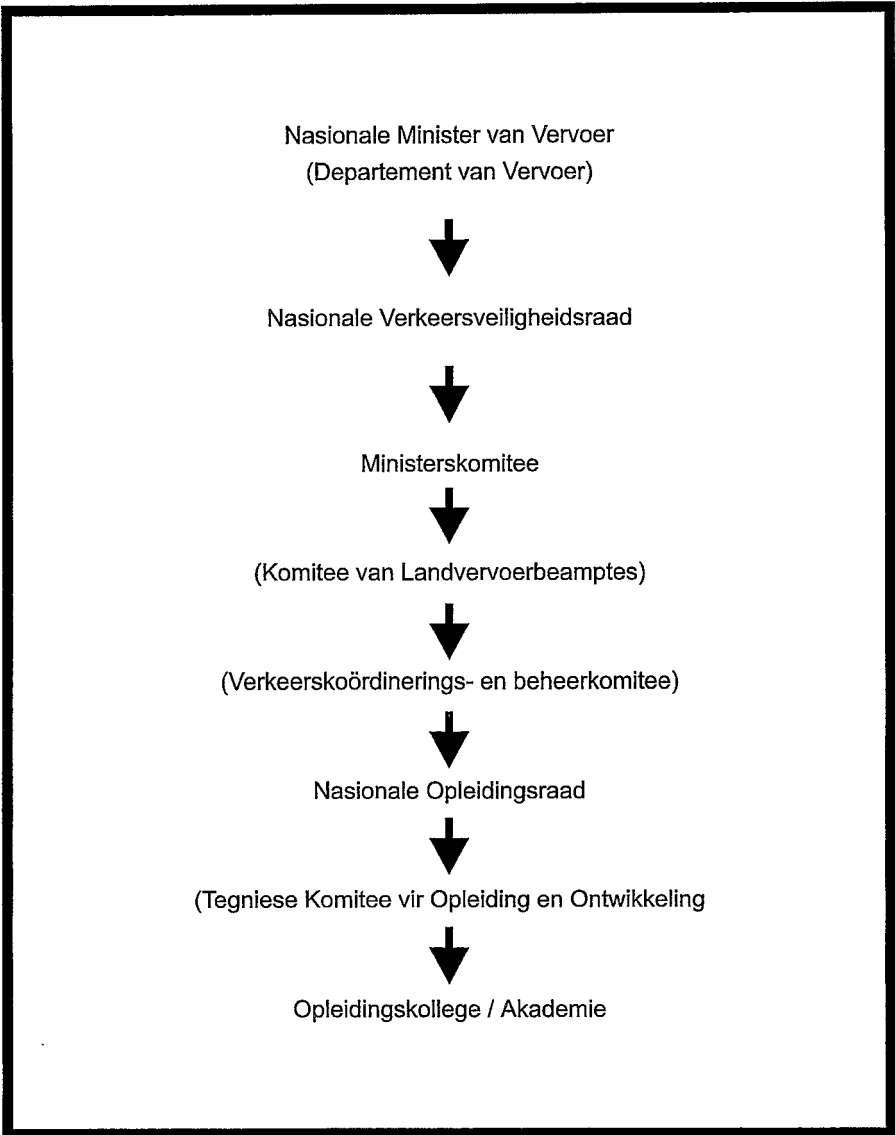 Nasionale Minister van Vervoer
(Departement van Vervoer)
Nasionale Verkeersveiligheidsraad
Ministerskomitee
(Komitee van Landvervoerbeamptes)
(Verkeerskoördinerings- en beheerkomitee)
Nasionale Opleidingsraad
(Tegniese Komitee vir Opleiding en Ontwikkeling
Opleidingskollege / Akademie